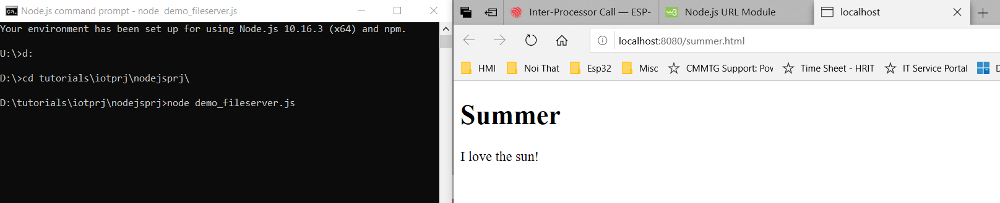 Node.js command prompt - node demo_fileserver.js
Your environment has been set up for using Node.js 10.16.3 (x64) and npm.
U:\>d:
D:\>cd tutorials\iotprj\nodejsprj\
D:\tutorials\iotprj\nodejsprj>node demo_fileserver.js
Inter-Processor Call — ESP-
Node.js URL Module
localhost
localhost:8080/summer.html
HMI Noi That Esp32 Misc CMMTG Support: Pov Time Sheet - HRIT IT Service Portal D
Summer
I love the sun!